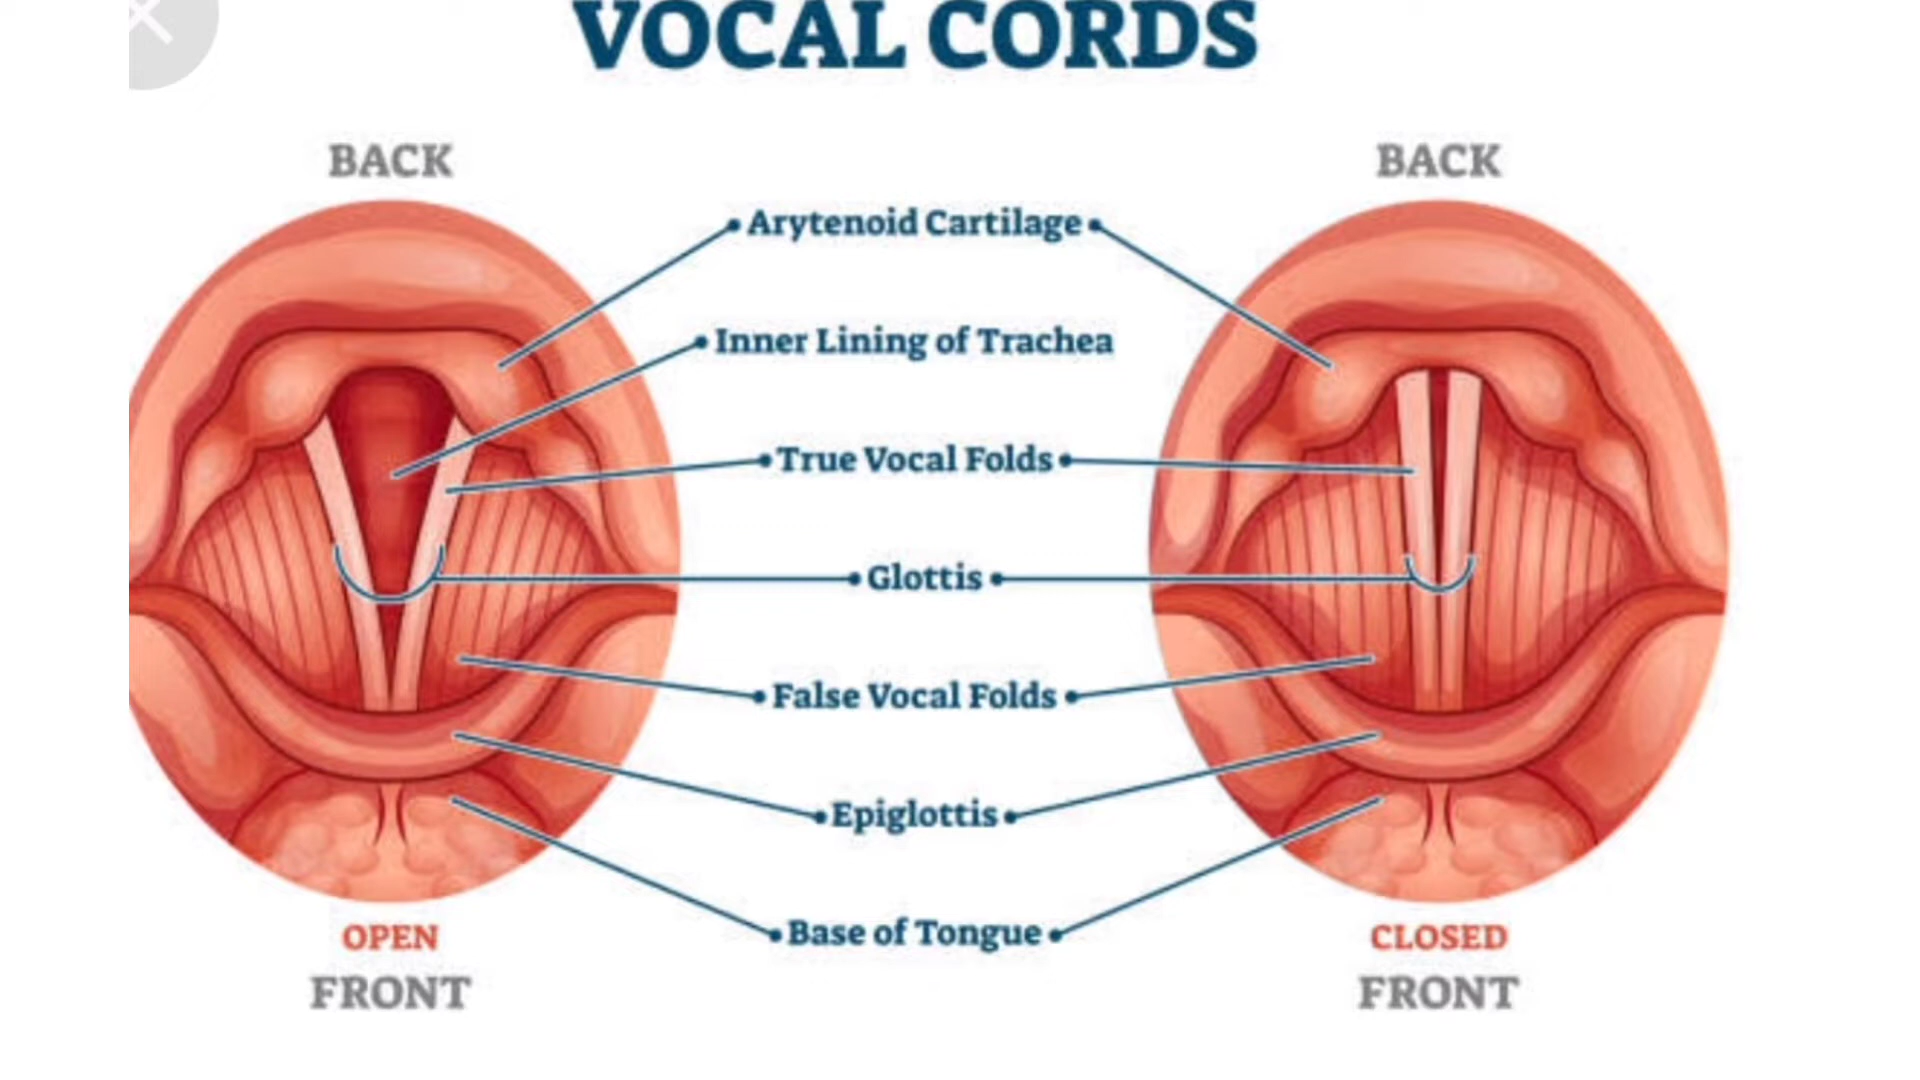 VOCAL CORDS
BACK
BACK
Arytenoid Cartilage
Inner Lining of Trachea
True Vocal Folds
Glottis
False Vocal Folds
Epiglottis
Base of Tongue
OPEN
CLOSED
FRONT
FRONT